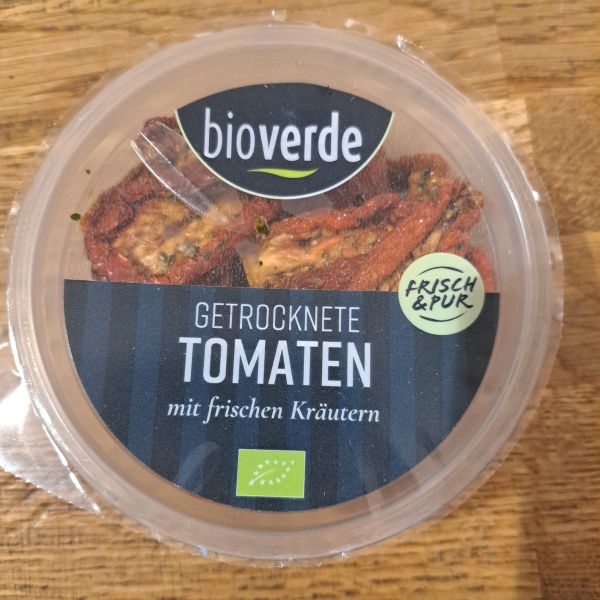 bioverde
FRISCH
& PUR
GETROCKNETE
TOMATEN
mit frischen Kräutern